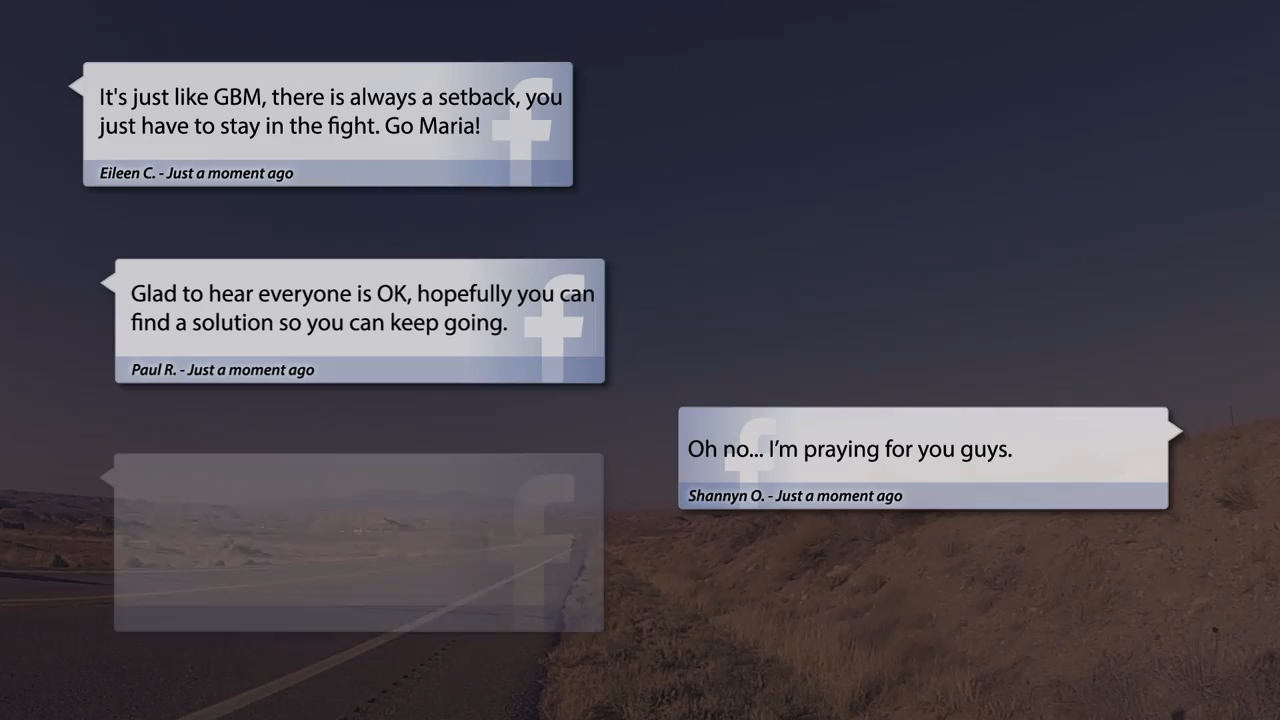 It's just like GBM, there is always a setback, you
just have to stay in the fight. Go Maria!
Eileen C. - Just a moment ago
Glad to hear everyone is OK, hopefully you can
find a solution so you can keep going.
Paul R. - Just a moment ago
Oh no... I'm praying for you guys.
Shannyn O. - Just a moment ago